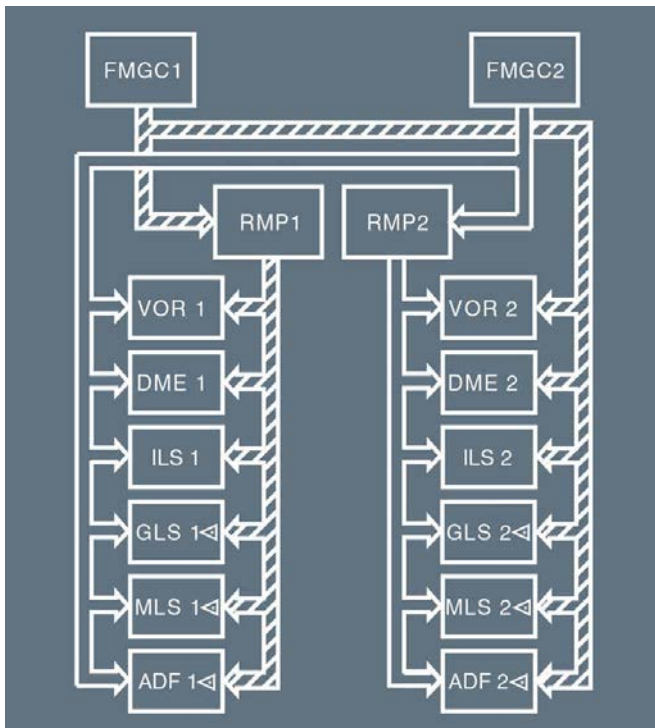 FMGC1
FMGC2
RMP1
RMP2
VOR 1
VOR 2
DME 1
DME 2
ILS 1
ILS 2
GLS 1
GLS 2
MLS 1
MLS 2
ADF 1
ADF 2